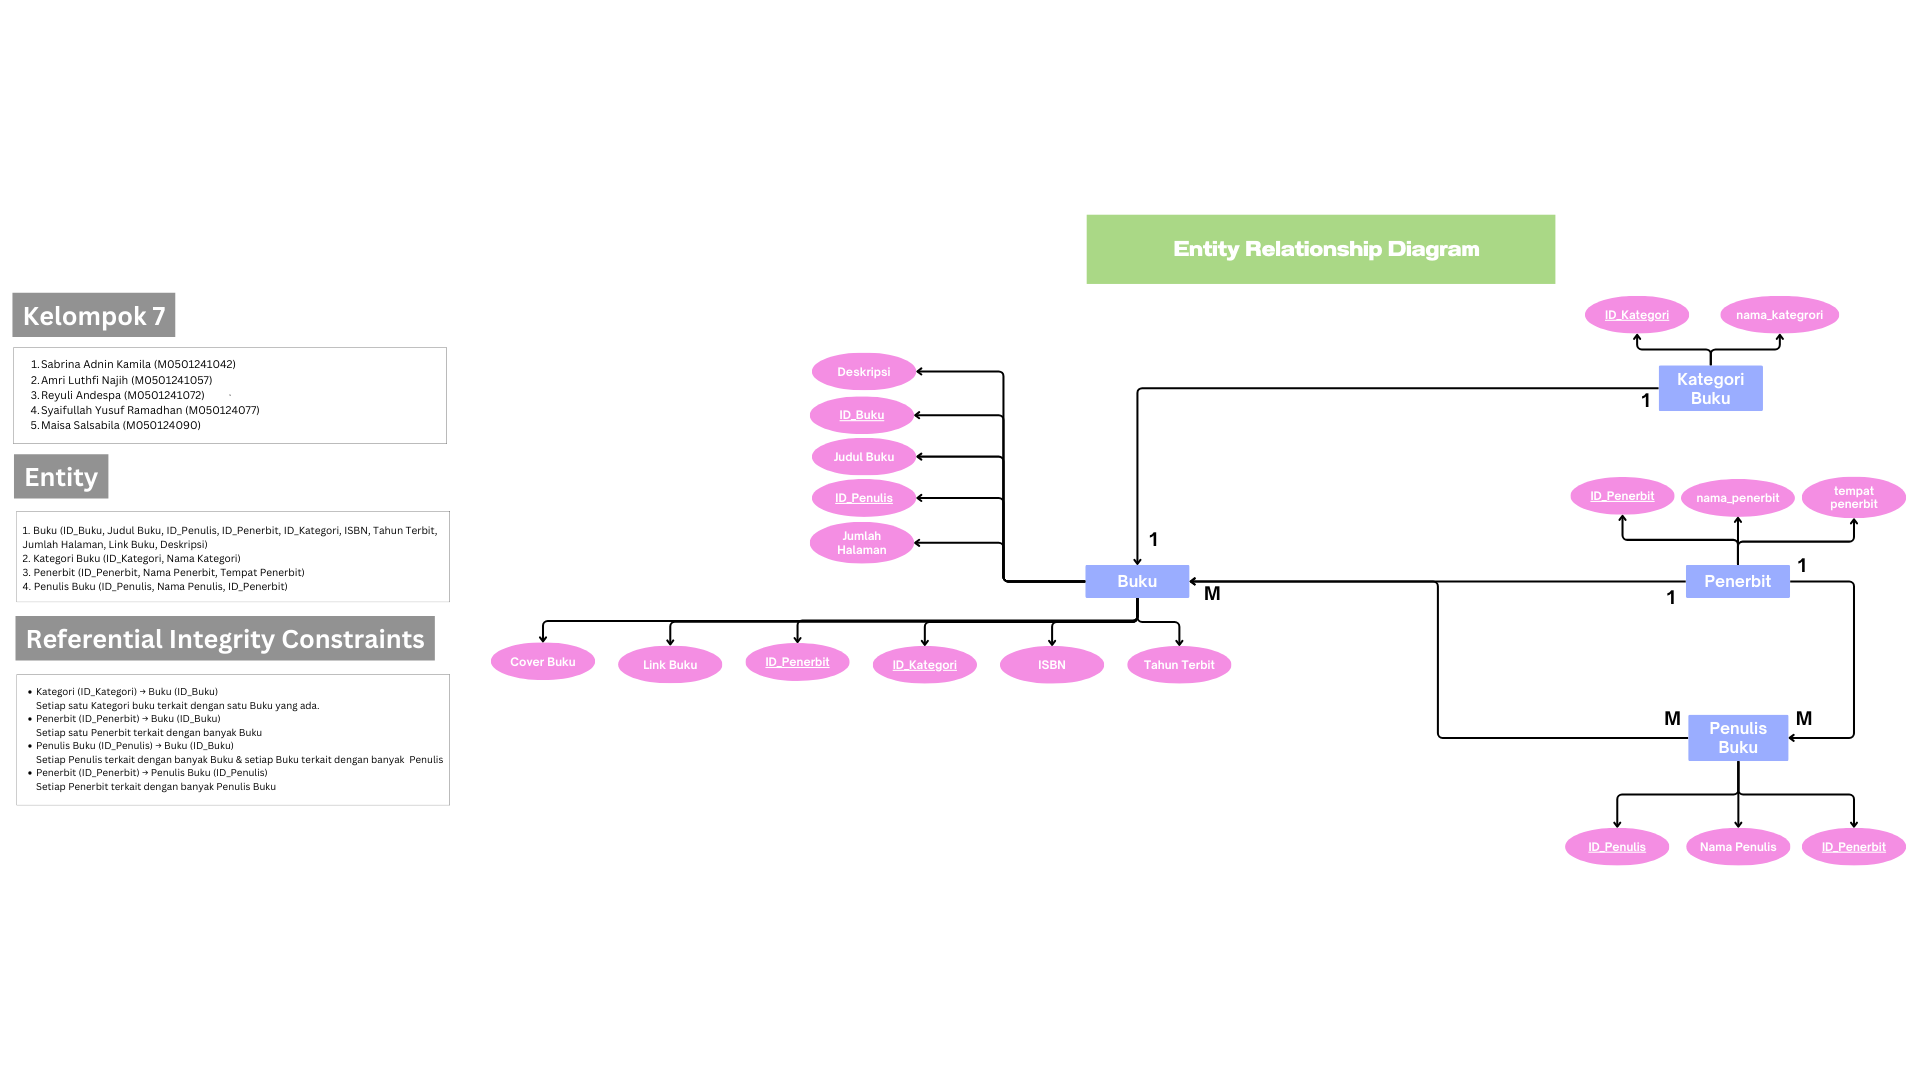 Entity Relationship Diagram
Kelompok 7
1. Sabrina Adnin Kamila (M0501241042)
2. Amri Luthfi Najih (M0501241057)
3. Reyuli Andespa (M0501241072)
4. Syaifullah Yusuf Ramadhan (M050124077)
5. Maisa Salsabila (M050124090)
Entity
1. Buku (ID_Buku, Judul Buku, ID_Penulis, ID_Penerbit, ID_Kategori, ISBN, Tahun Terbit,
Jumlah Halaman, Link Buku, Deskripsi)
2. Kategori Buku (ID_Kategori, Nama Kategori)
3. Penerbit (ID_Penerbit, Nama Penerbit, Tempat Penerbit)
4. Penulis Buku (ID_Penulis, Nama Penulis, ID_Penerbit)
Referential Integrity Constraints
• Kategori (ID_Kategori) → Buku (ID_Buku)
Setiap satu Kategori buku terkait dengan satu Buku yang ada.
• Penerbit (ID_Penerbit) → Buku (ID_Buku)
Setiap satu Penerbit terkait dengan banyak Buku
• Penulis Buku (ID_Penulis) → Buku (ID_Buku)
Setiap Penulis terkait dengan banyak Buku & setiap Buku terkait dengan banyak Penulis
• Penerbit (ID_Penerbit) → Penulis Buku (ID_Penulis)
Setiap Penerbit terkait dengan banyak Penulis Buku
Deskripsi
ID_Buku
Judul Buku
ID_Penulis
Jumlah
Halaman
Buku
1
M
Cover Buku
Link Buku
ID_Penerbit
ID_Kategori
ISBN
Tahun Terbit
ID_Kategori
nama_kategrori
Kategori
Buku
1
ID_Penerbit
nama_penerbit
tempat
penerbit
Penerbit
1
1
M
M
Penulis
Buku
ID_Penulis
Nama Penulis
ID_Penerbit